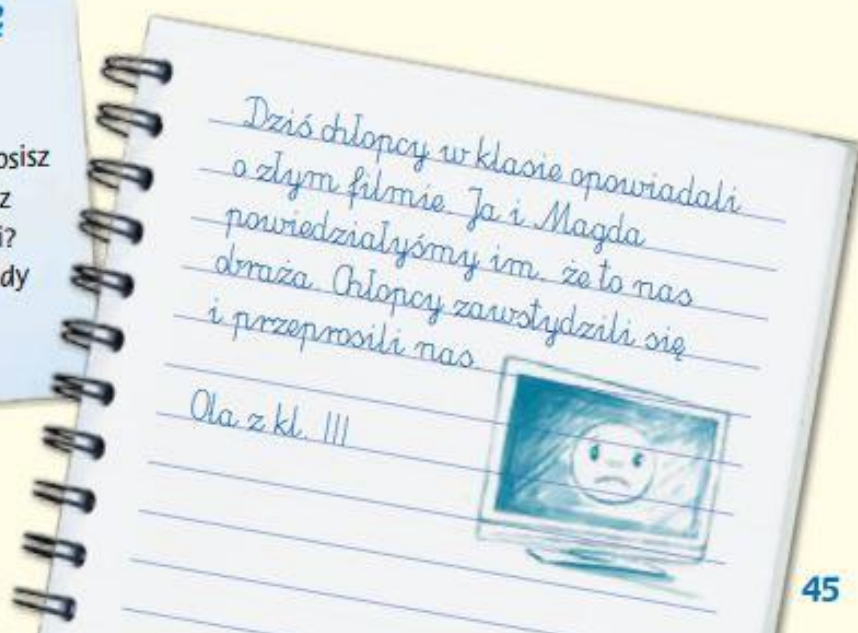 osisz
z
i?
dy
Dziś chłopcy w klasie opowiadali
o złym filmie. Ja i Magda
powiedziałyśmy im, że to nas
obraża. Chłopcy zawstydzili się
i przeprosili nas.
Ola z kl. III
45